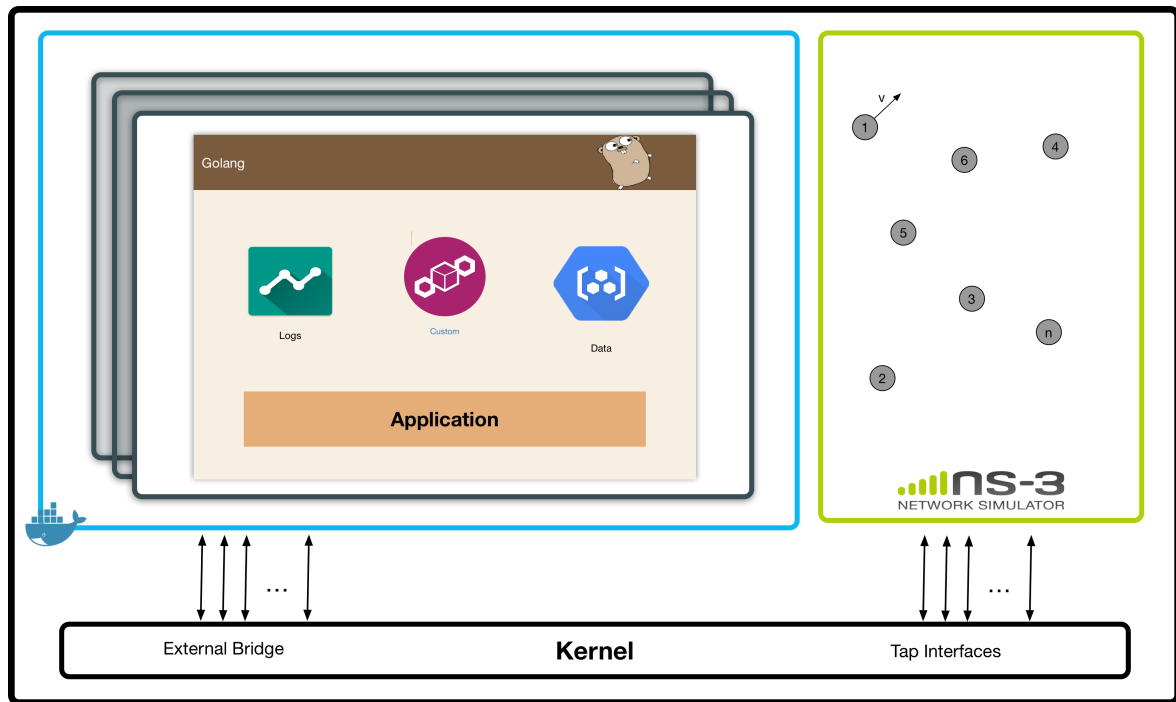 Golang
Logs
Custom
Data
Application
v
1
6
4
5
3
n
2
ns-3
NETWORK SIMULATOR
...
...
External Bridge
Kernel
Tap Interfaces